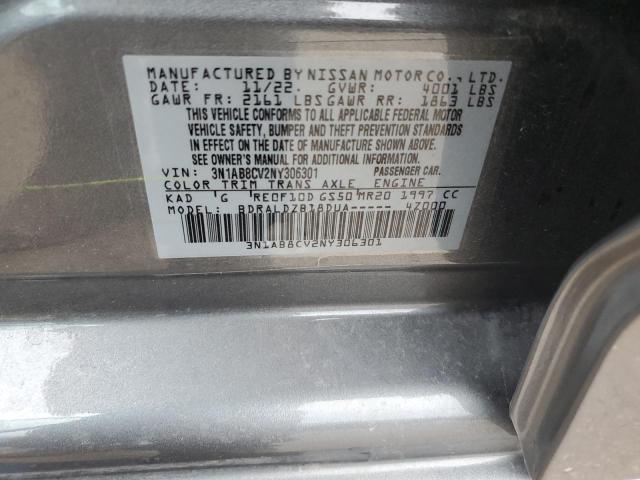 MANUFACTURED BY NISSAN MOTOR CO., LTD.
DATE: 11/22. GVWR: 4001 LBS
GAWR FR: 2161 LBS GAWR RR: 1863 LBS
THIS VEHICLE CONFORMS TO ALL APPLICABLE FEDERAL MOTOR
VEHICLE SAFETY, BUMPER AND THEFT PREVENTION STANDARDS
IN EFFECT ON THE DATE OF MANUFACTURE SHOWN ABOVE.
SEE OWNER'S MANUAL FOR ADDITIONAL INFORMATION.
VIN: 3N1AB8CV2NY306301 PASSENGER CAR.
COLOR TRIM TRANS AXLE ENGINE
KAD G RE0F10D GS50 MR20 1997 CC
MODEL: BDRALDZB18DUA----- 4Z000
3N1AB8CV2NY306301